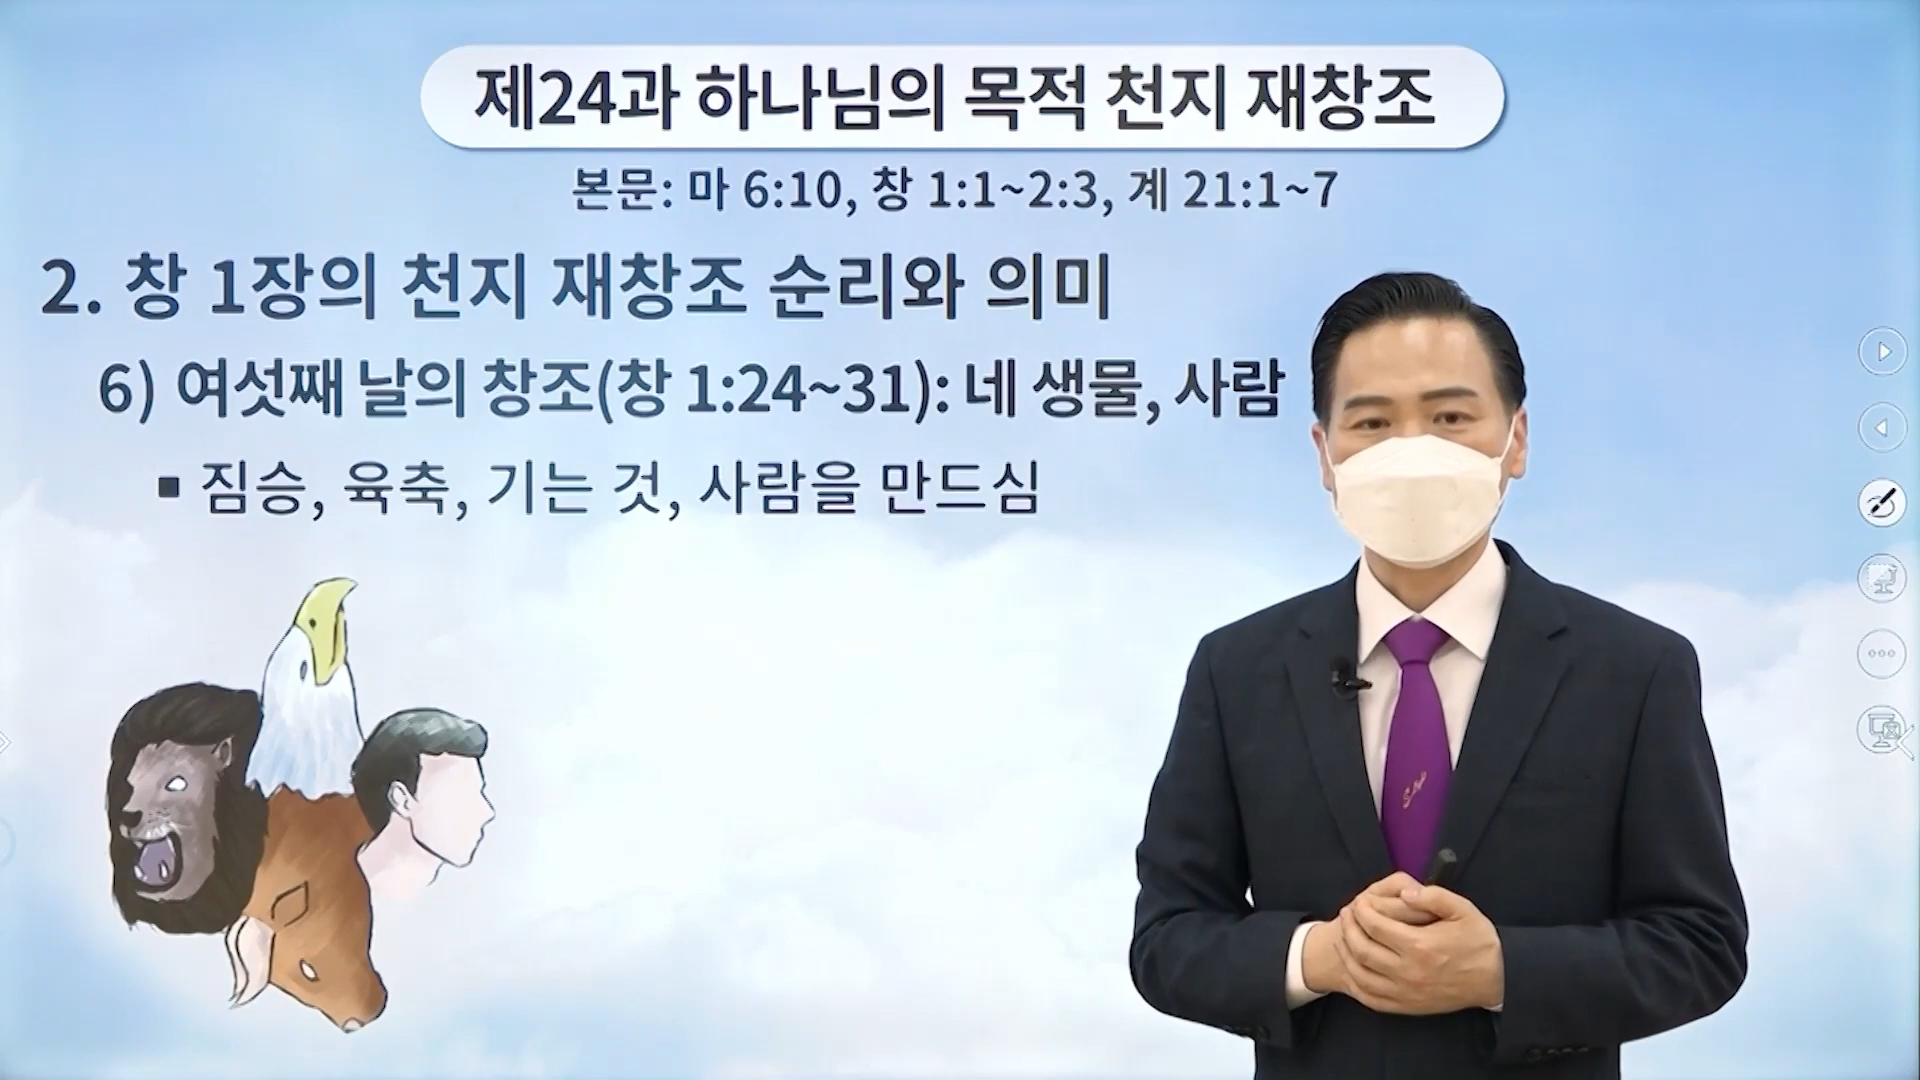 제24과 하나님의 목적 천지 재창조
본문: 마 6:10, 창 1:1~2:3, 계 21:1~7
2. 창 1장의 천지 재창조 순리와 의미
6) 여섯째 날의 창조(창 1:24~31): 네 생물, 사람
▪ 짐승, 육축, 기는 것, 사람을 만드심